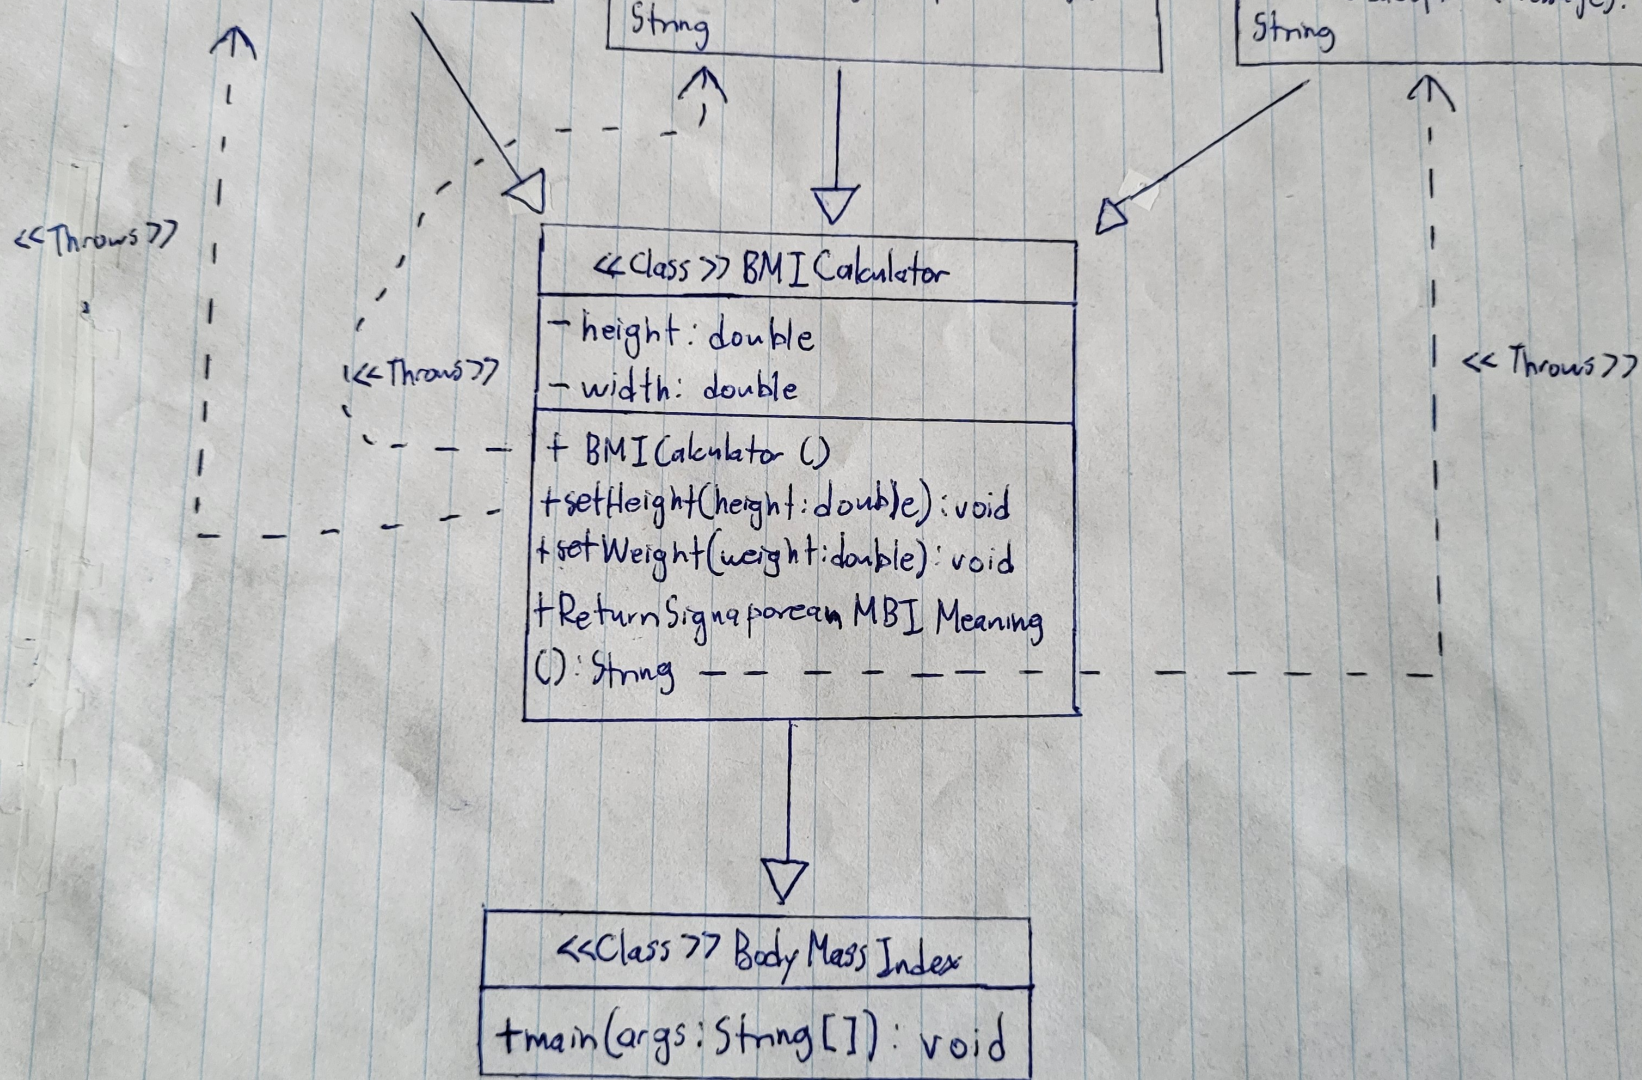 String
String
<<Throws>>
<<Class>> BMI Calculator
- height: double
<<Throws>>
<<Throws>>
- width: double
+ BMI Calculator ()
+setHeight(height:double):void
+setWeight(weight:double): void
+Return Signaporean MBI Meaning
(): String
<<Class>> Body Mass Index
+main(args: String[]): void